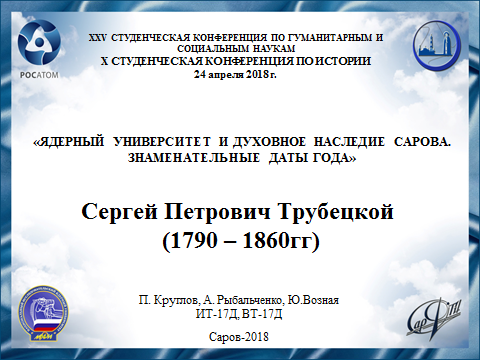 XXV СТУДЕНЧЕСКАЯ КОНФЕРЕНЦИЯ ПО ГУМАНИТАРНЫМ И
СОЦИАЛЬНЫМ НАУКАМ
X СТУДЕНЧЕСКАЯ КОНФЕРЕНЦИЯ ПО ИСТОРИИ
24 апреля 2018 г.
РОСАТОМ
«ЯДЕРНЫЙ УНИВЕРСИТЕТ И ДУХОВНОЕ НАСЛЕДИЕ САРОВА.
ЗНАМЕНАТЕЛЬНЫЕ ДАТЫ ГОДА»
Сергей Петрович Трубецкой
(1790 – 1860гг)
П. Круглов, А. Рыбальченко, Ю.Возная
ИТ-17Д, ВТ-17Д
Саров-2018